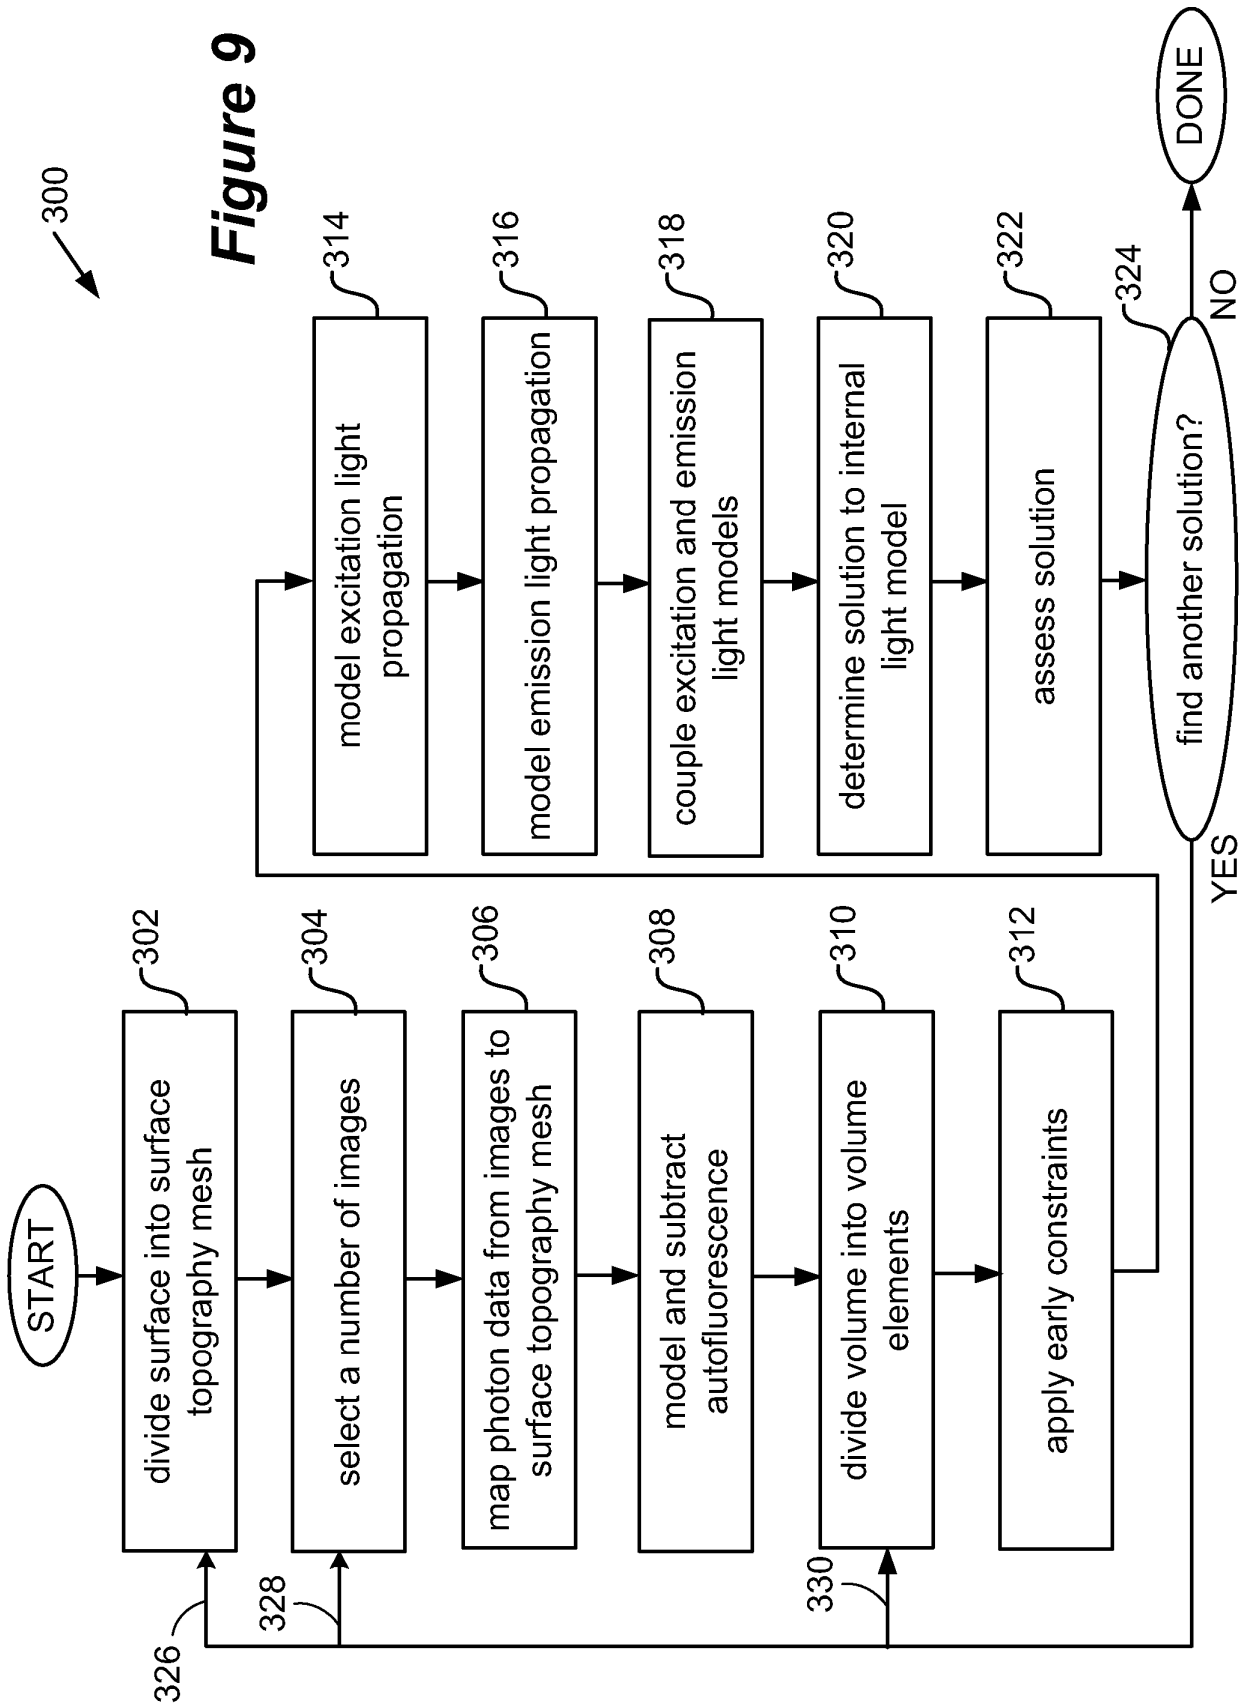 Figure 9
300
START
302
divide surface into surface
topography mesh
304
select a number of images
306
map photon data from images to
surface topography mesh
308
model and subtract
autofluorescence
310
divide volume into volume
elements
312
apply early constraints
314
model excitation light
propagation
316
model emission light propagation
318
couple excitation and emission
light models
320
determine solution to internal
light model
322
assess solution
324
find another solution?
YES
NO
DONE
326
328
330